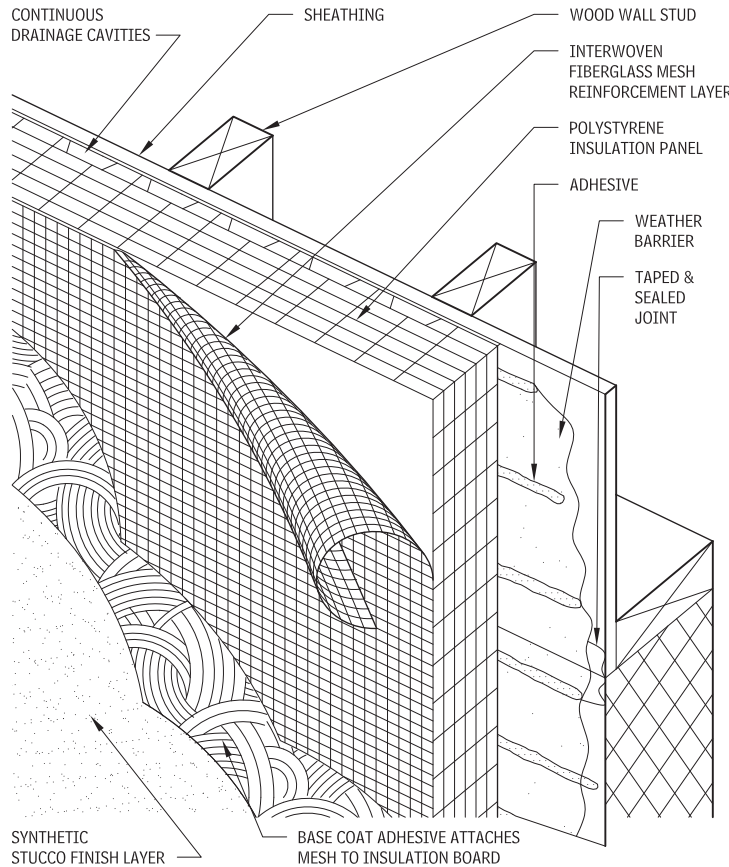 CONTINUOUS
DRAINAGE CAVITIES
SHEATHING
WOOD WALL STUD
INTERWOVEN
FIBERGLASS MESH
REINFORCEMENT LAYER
POLYSTYRENE
INSULATION PANEL
ADHESIVE
WEATHER
BARRIER
TAPED &
SEALED
JOINT
SYNTHETIC
STUCCO FINISH LAYER
BASE COAT ADHESIVE ATTACHES
MESH TO INSULATION BOARD